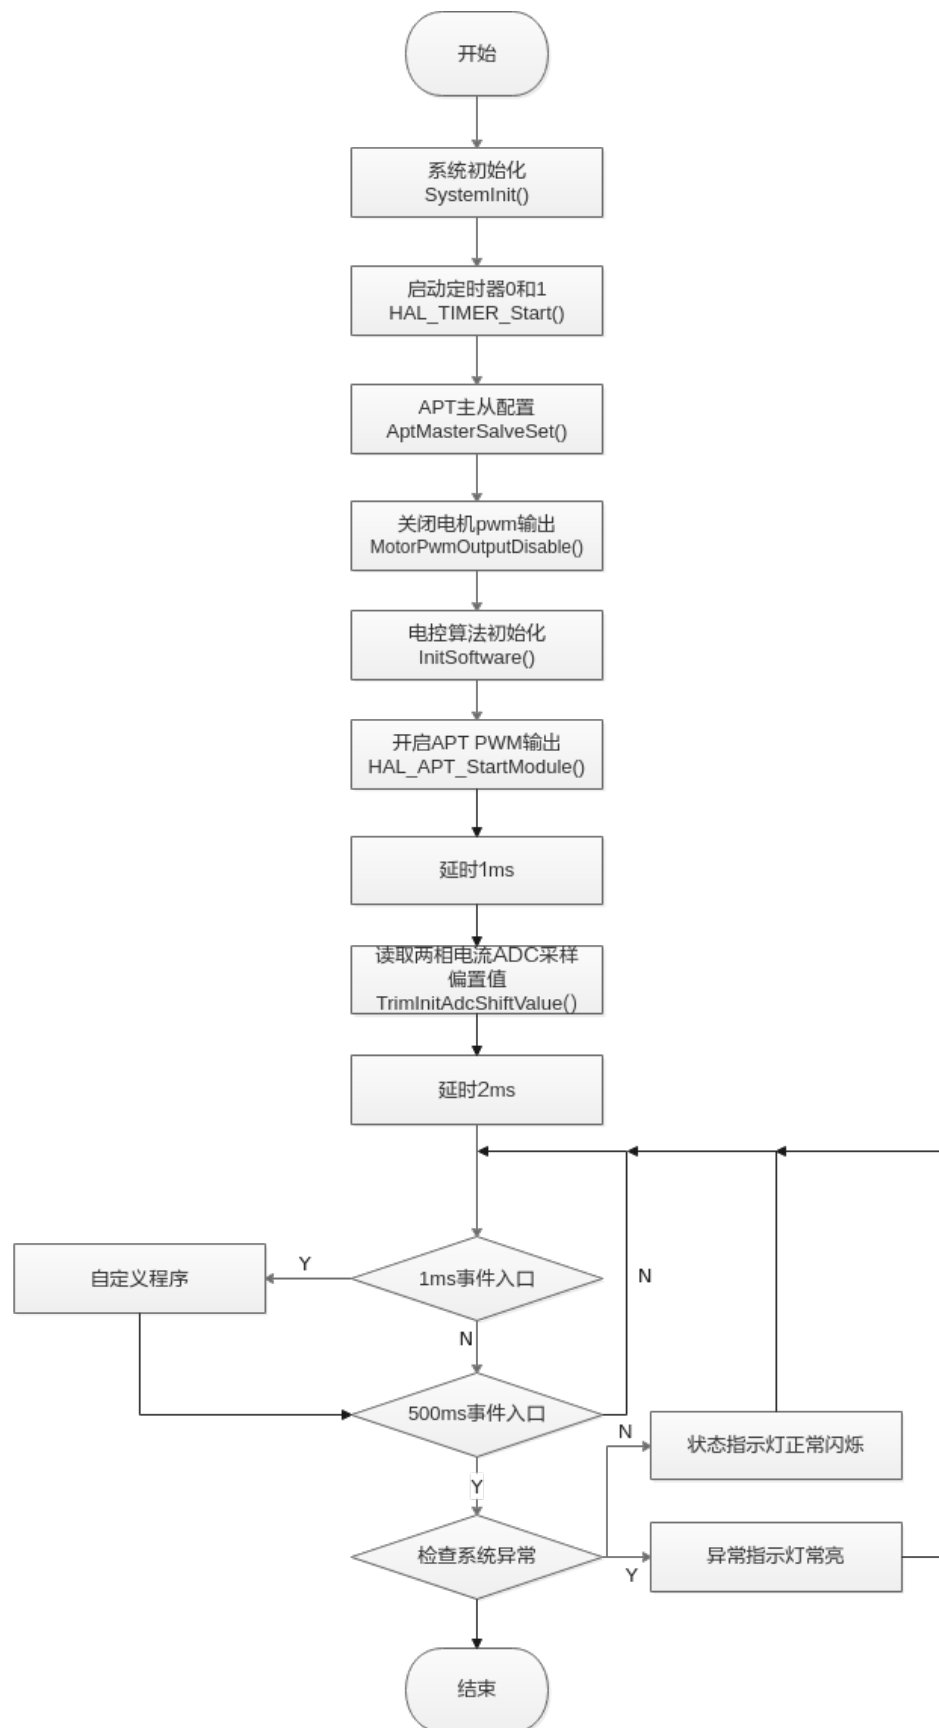 开始
系统初始化
SystemInit()
启动定时器0和1
HAL_TIMER_Start()
APT主从配置
AptMasterSalveSet()
关闭电机pwm输出
MotorPwmOutputDisable()
电控算法初始化
InitSoftware()
开启APT PWM输出
HAL_APT_StartModule()
延时1ms
读取两相电流ADC采样
偏置值
TrimInitAdcShiftValue()
延时2ms
1ms事件入口
Y
自定义程序
N
N
500ms事件入口
Y
N
状态指示灯正常闪烁
检查系统异常
Y
异常指示灯常亮
结束